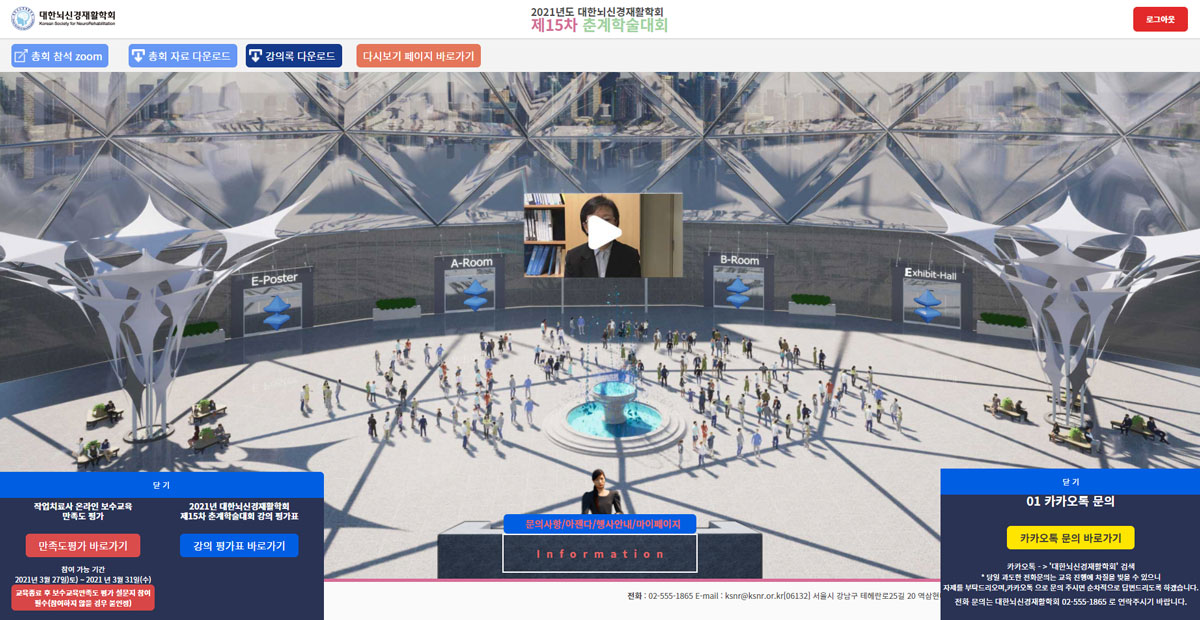 대한뇌신경재활학회
Korean Society for NeuroRehabilitation
2021년도 대한뇌신경재활학회
제15차 춘계학술대회
로그아웃
총회 참석 zoom
총회 자료 다운로드
강의록 다운로드
다시보기 페이지 바로가기
E-Poster
A-Room
B-Room
Exhibit-Hall
닫기
작업치료사 온라인 보수교육
만족도 평가
만족도평가 바로가기
참여 가능 기간
2021년 3월 27일(토) ~ 2021 년 3월 31일(수)
교육종료 후 보수교육만족도 평가 설문지 참여
필수(참여하지 않을 경우 불인정)
2021년 대한뇌신경재활학회
제15차 춘계학술대회 강의 평가표
강의 평가표 바로가기
문의사항/아젠다/행사안내/마이페이지
Information
닫기
01 카카오톡 문의
카카오톡 문의 바로가기
카카오톡 - > '대한뇌신경재활학회' 검색
* 당일 과도한 전화문의는 교육 진행에 차질을 빚을 수 있으니
자제를 부탁드리오며,카카오톡 으로 문의 주시면 순차적으로 답변드리도록 하겠습니다.
전화 문의는 대한뇌신경재활학회 02-555-1865 로 연락주시기 바랍니다.
전화 : 02-555-1865 E-mail : ksnr@ksnr.or.kr[06132] 서울시 강남구 테헤란로25길 20 역삼현